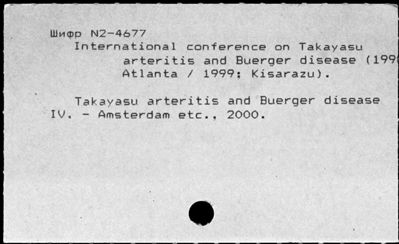 Шифр N2-4677
International conference on Takayasu
arteritis and Buerger disease (199
Atlanta / 1999; Kisarazu).
Takayasu arteritis and Buerger disease
IV. - Amsterdam etc., 2000.